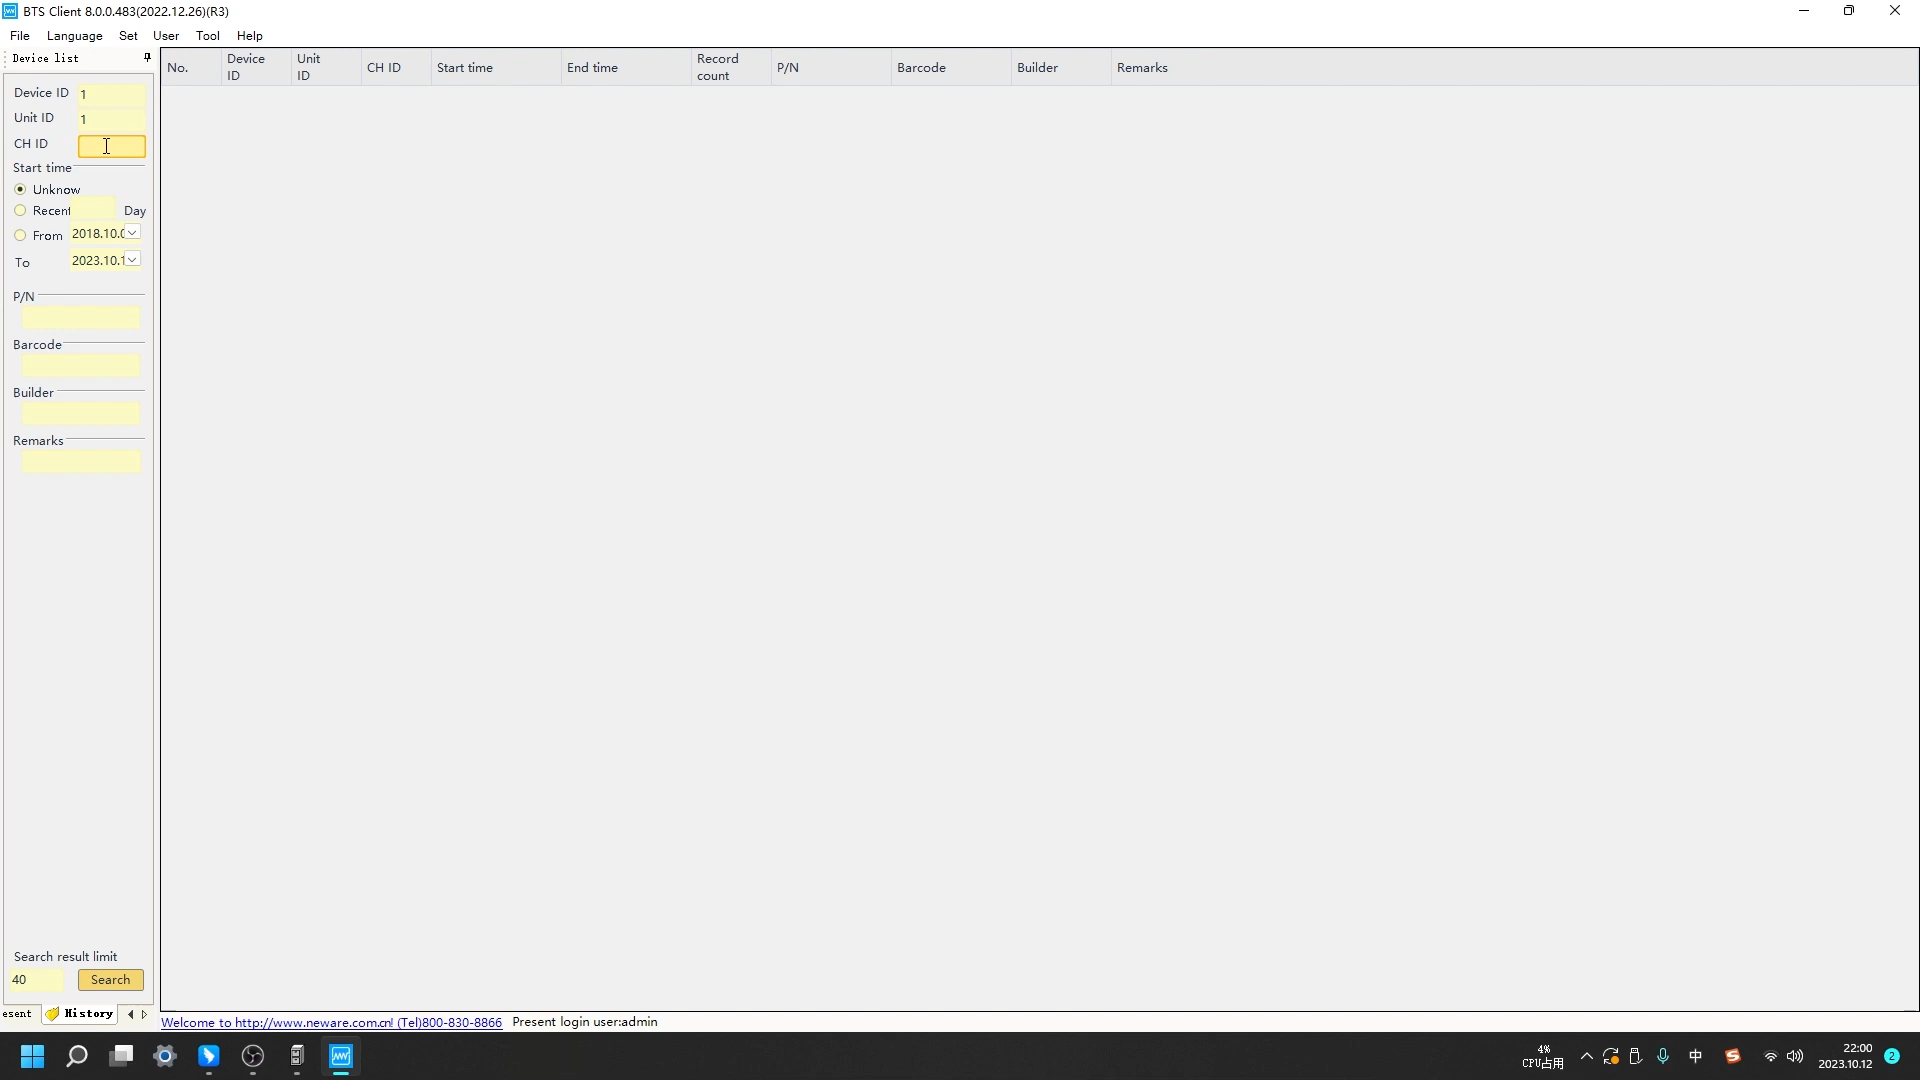 BTS Client 8.0.0.483(2022.12.26)(R3)
File Language Set User Tool Help
Device list
No. Device ID Unit ID CH ID Start time End time Record count P/N Barcode Builder Remarks
Device ID 1
Unit ID 1
CH ID
Start time
Unknow
Recent Day
From 2018.10.0
To 2023.10.1
P/N
Barcode
Builder
Remarks
Search result limit
40 Search
esent History
Welcome to http://www.neware.com.cn! (Tel)800-830-8866 Present login user:admin
4%
CPU占用
中
22:00
2023.10.12
2